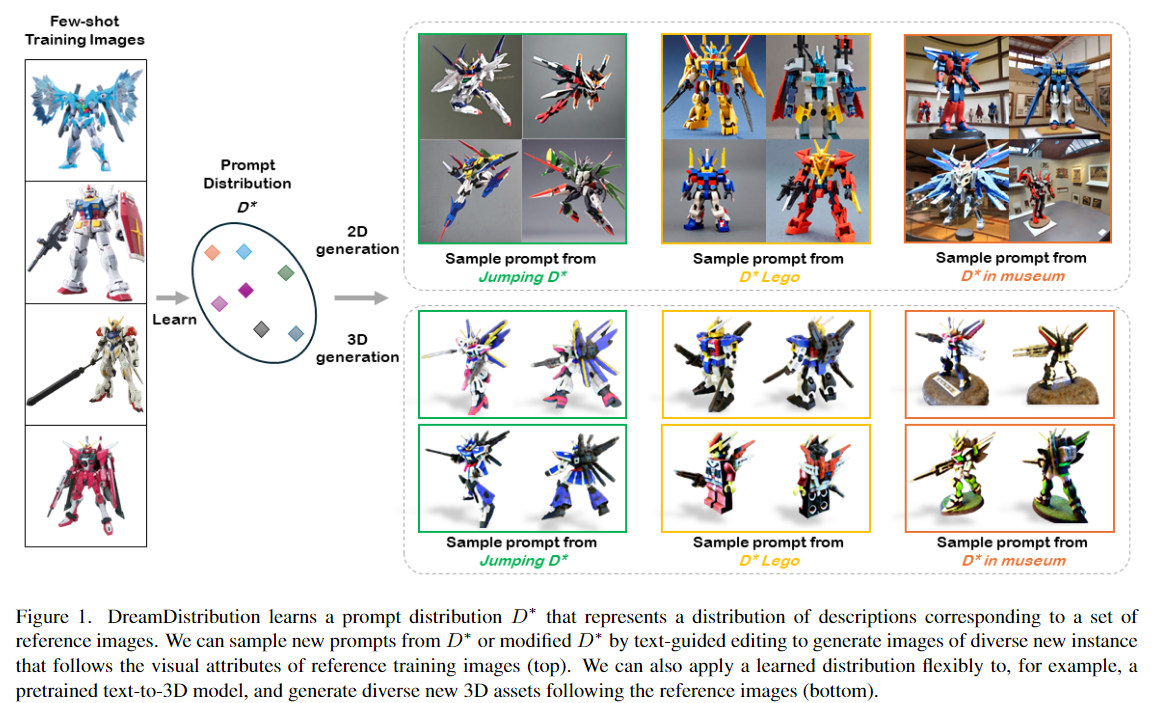 Few-shot
Training Images
Prompt
Distribution
D*
Learn
2D
generation
3D
generation
Sample prompt from
Jumping D*
Sample prompt from
D* Lego
Sample prompt from
D* in museum
Sample prompt from
Jumping D*
Sample prompt from
D* Lego
Sample prompt from
D* in museum
Figure 1. DreamDistribution learns a prompt distribution D* that represents a distribution of descriptions corresponding to a set of
reference images. We can sample new prompts from D* or modified D* by text-guided editing to generate images of diverse new instance
that follows the visual attributes of reference training images (top). We can also apply a learned distribution flexibly to, for example, a
pretrained text-to-3D model, and generate diverse new 3D assets following the reference images (bottom).